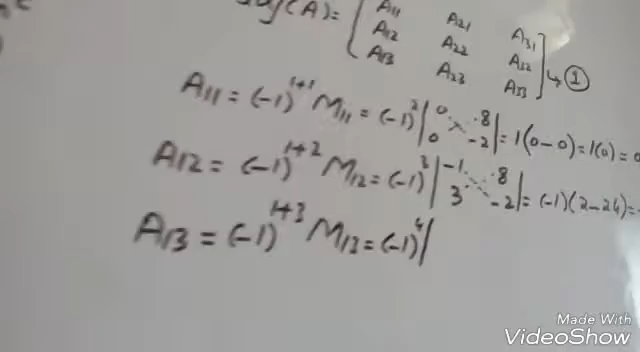 (A)= [A11 A21 A31
A12 A22 A32
A13 A23 A33] → ①
A11 = (-1)^1+1 M11 = (-1)^2 |0 8
0 -2| = 1(0-0) = 1(0) = 0
A12 = (-1)^1+2 M12 = (-1)^3 |-1 8
3 -2| = (-1)(2-24) =
A13 = (-1)^1+3 M13 = (-1)^4 |
Made With
VideoShow